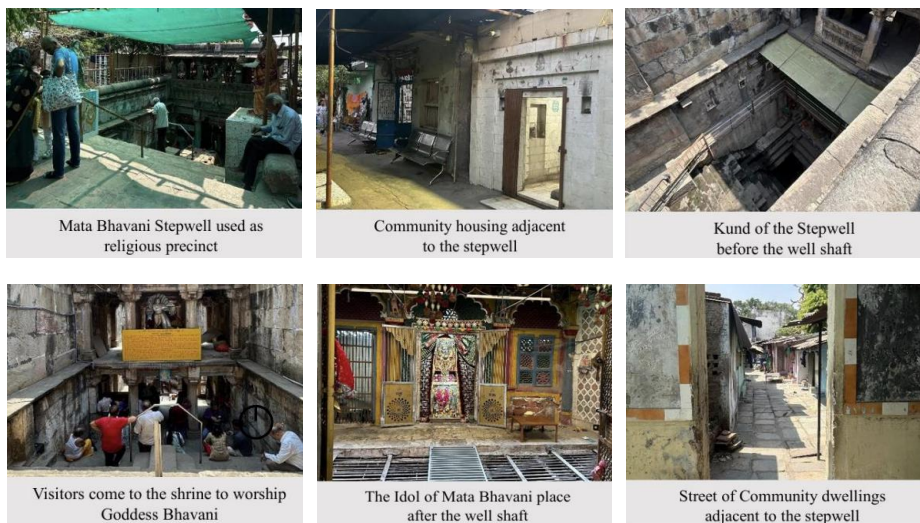 Mata Bhavani Stepwell used as
religious precinct
Community housing adjacent
to the stepwell
Kund of the Stepwell
before the well shaft
Visitors come to the shrine to worship
Goddess Bhavani
The Idol of Mata Bhavani place
after the well shaft
Street of Community dwellings
adjacent to the stepwell